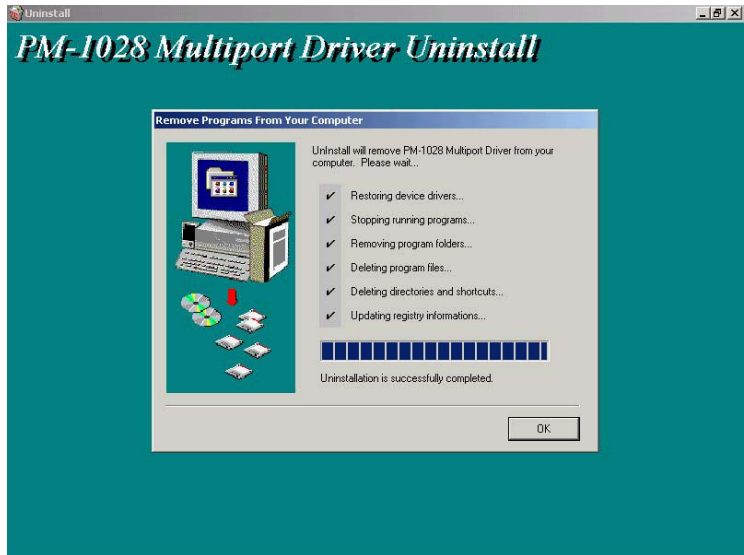 Uninstall
PM-1028 Multiport Driver Uninstall
Remove Programs From Your Computer
UnInstall will remove PM-1028 Multiport Driver from your
computer. Please wait...
Restoring device drivers...
Stopping running programs...
Removing program folders...
Deleting program files...
Deleting directories and shortcuts...
Updating registry informations...
Uninstallation is successfully completed.
OK